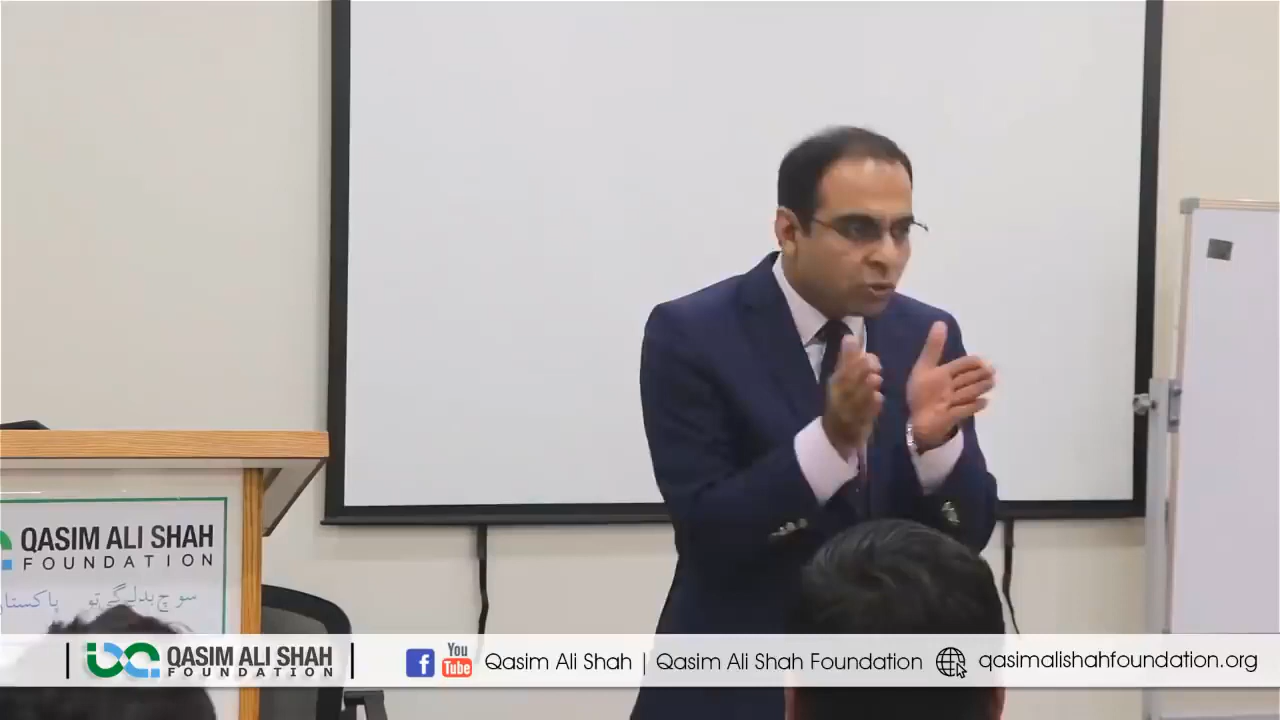 QASIM ALI SHAH
FOUNDATION
سوچ بدلے گی تو پاکستان
QASIM ALI SHAH
FOUNDATION
You
Tube
Qasim Ali Shah | Qasim Ali Shah Foundation
qasimalishahfoundation.org